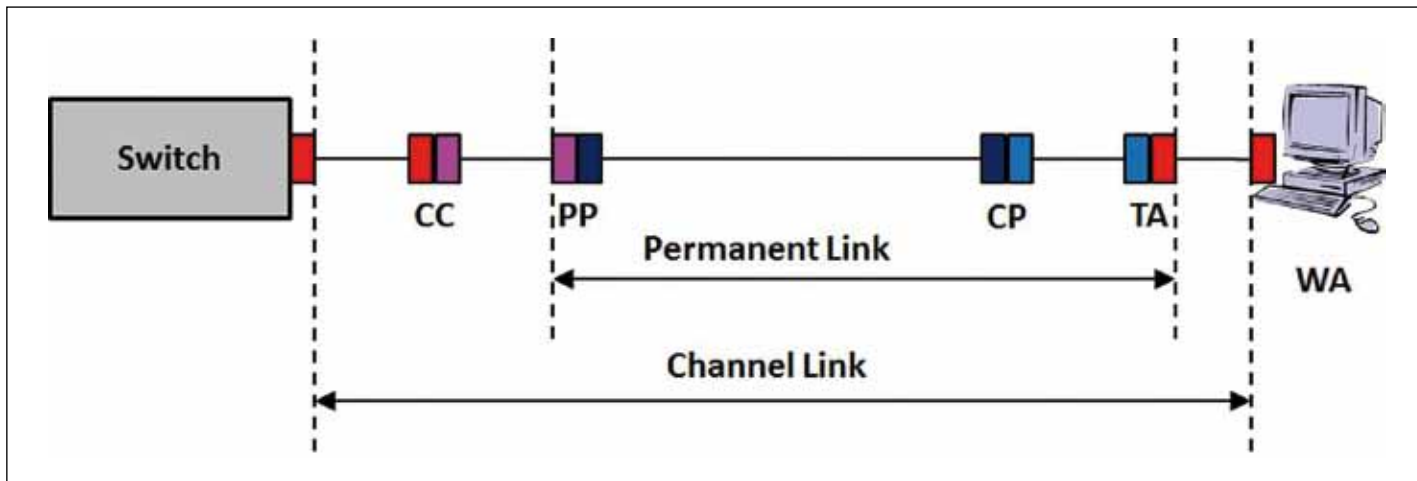 Switch
CC
PP
CP
TA
Permanent Link
WA
Channel Link